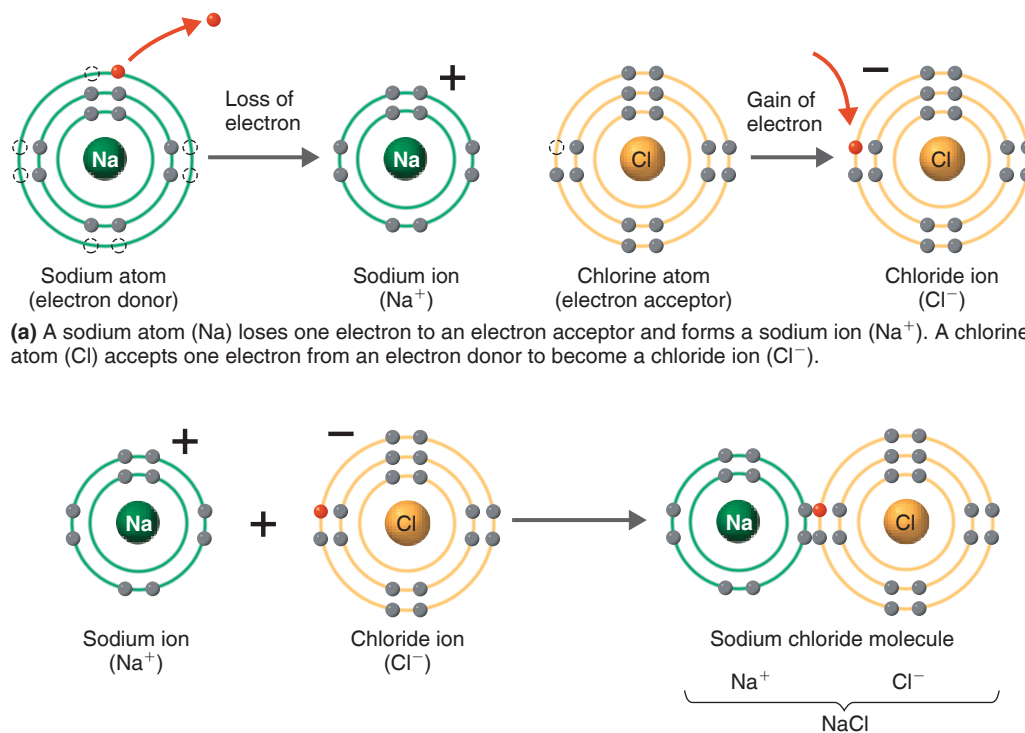 Loss of
electron
Gain of
electron
+
−
Na
Na
Cl
Cl
Sodium atom
(electron donor)
Sodium ion
(Na⁺)
Chlorine atom
(electron acceptor)
Chloride ion
(Cl⁻)
(a) A sodium atom (Na) loses one electron to an electron acceptor and forms a sodium ion (Na⁺). A chlorine
atom (Cl) accepts one electron from an electron donor to become a chloride ion (Cl⁻).
+
−
Na
+
Cl
Na
Cl
Sodium ion
(Na⁺)
Chloride ion
(Cl⁻)
Sodium chloride molecule
Na⁺
Cl⁻
NaCl